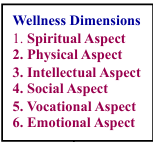 Wellness Dimensions
1. Spiritual Aspect
2. Physical Aspect
3. Intellectual Aspect
4. Social Aspect
5. Vocational Aspect
6. Emotional Aspect